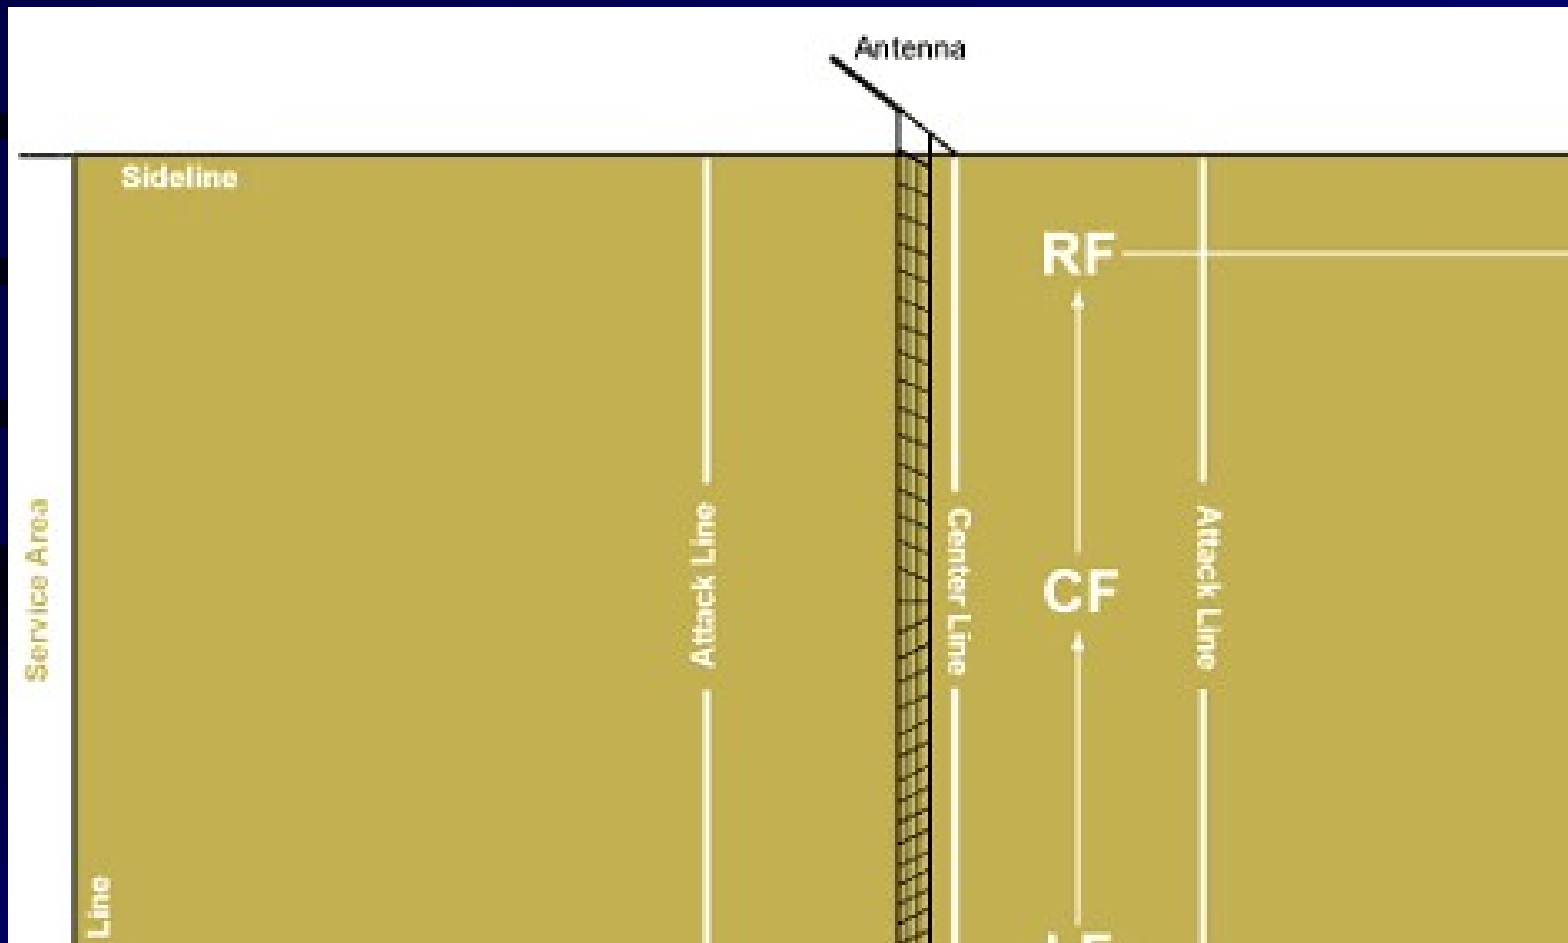 Antenna
Sideline
RF
Service Area
Attack Line
Center Line
CF
Attack Line
Line